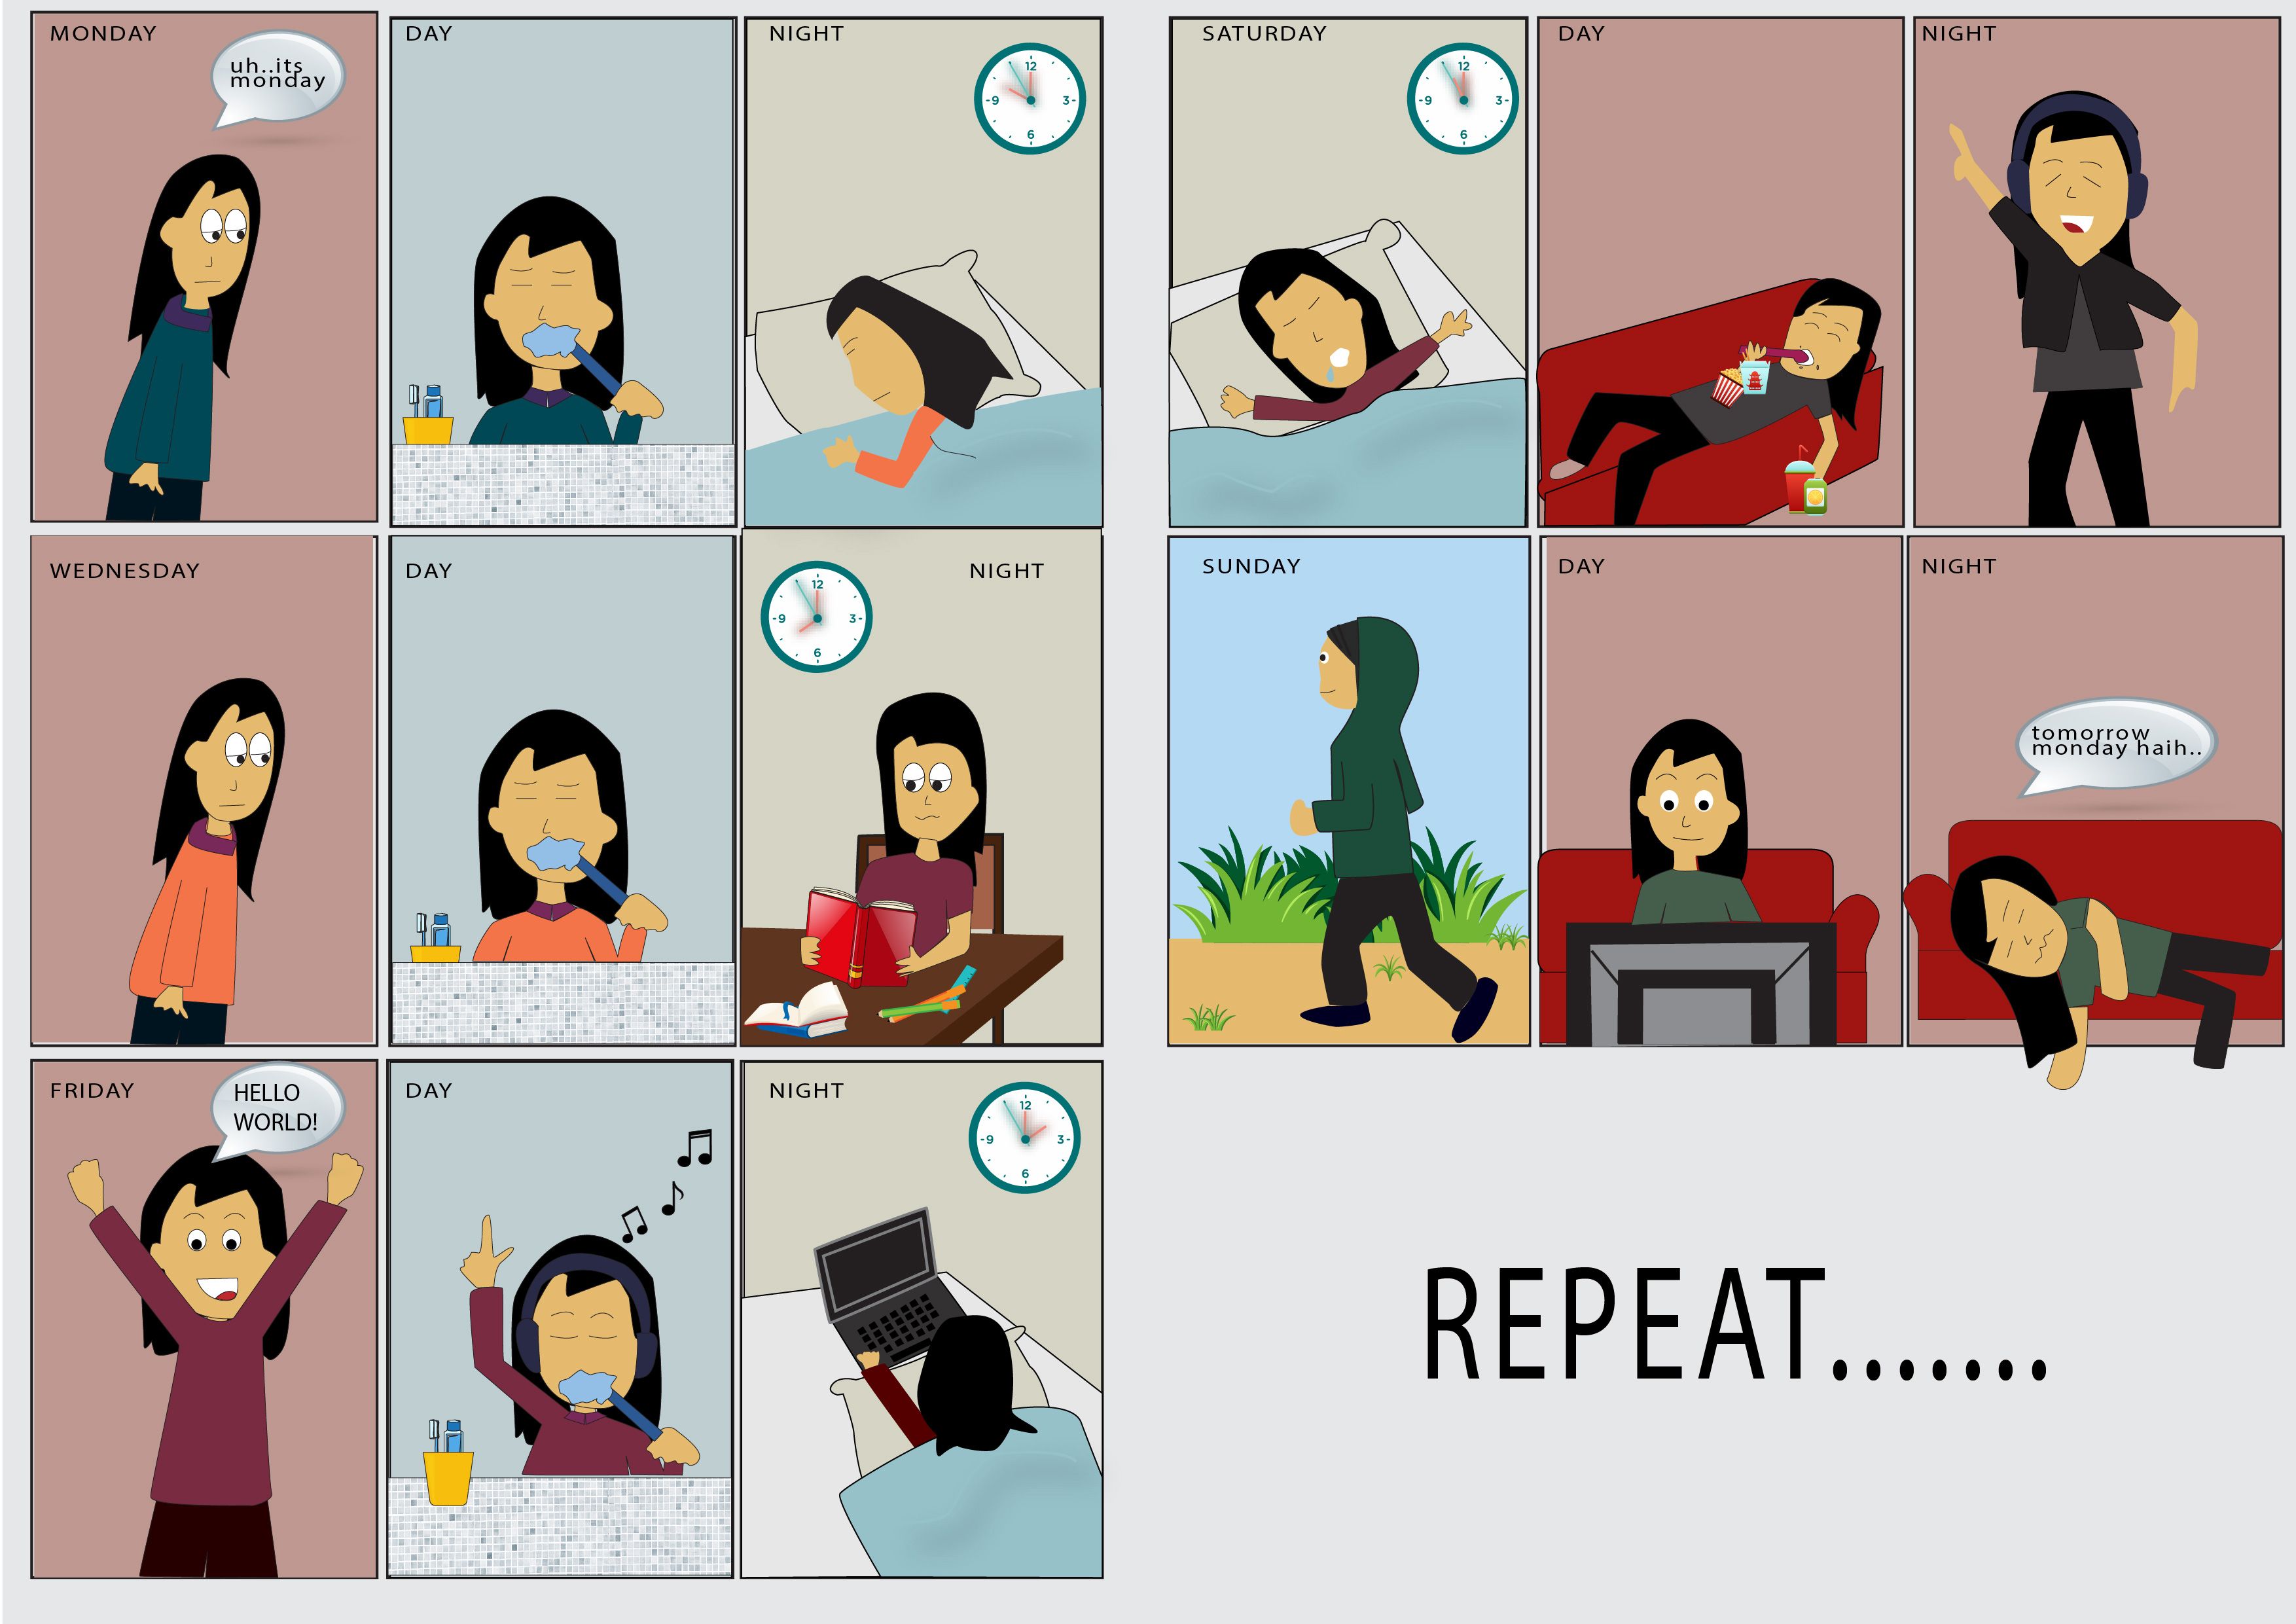 MONDAY
uh..its
monday
DAY
NIGHT
12
-9
3-
6
WEDNESDAY
DAY
NIGHT
12
-9
3-
6
FRIDAY
HELLO
WORLD!
DAY
NIGHT
12
-9
3-
6
SATURDAY
12
-9
3-
6
DAY
NIGHT
SUNDAY
DAY
NIGHT
tomorrow
monday haih..
REPEAT.......